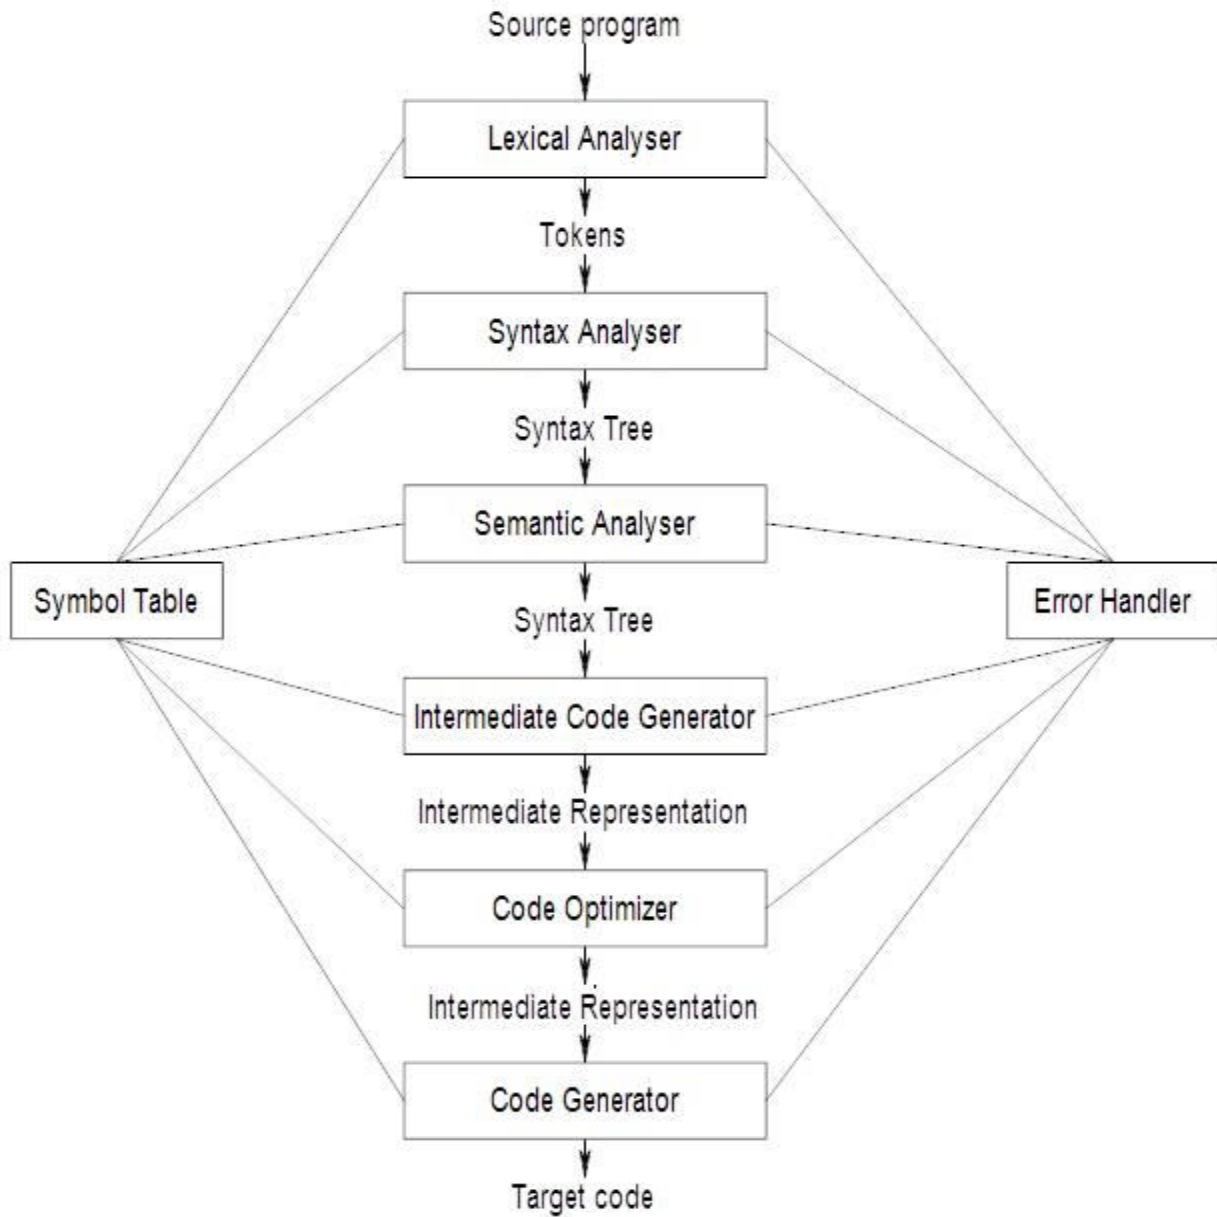 Source program
Lexical Analyser
Tokens
Syntax Analyser
Syntax Tree
Semantic Analyser
Symbol Table
Error Handler
Syntax Tree
Intermediate Code Generator
Intermediate Representation
Code Optimizer
Intermediate Representation
Code Generator
Target code